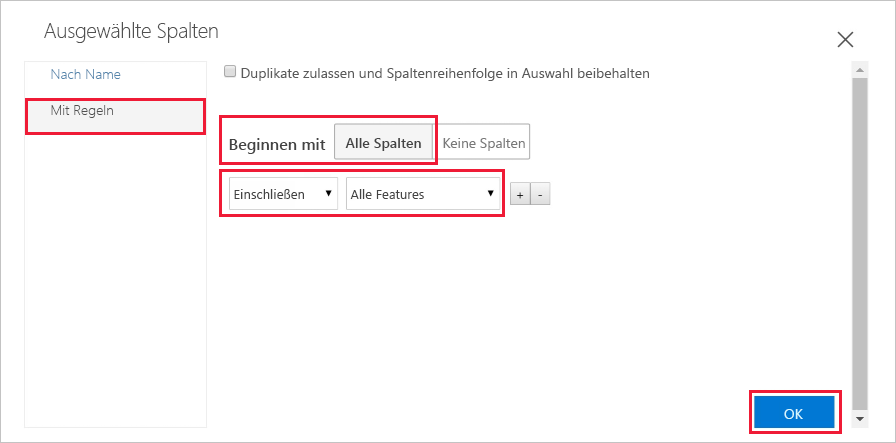 Ausgewählte Spalten
Nach Name
Mit Regeln
Duplikate zulassen und Spaltenreihenfolge in Auswahl beibehalten
Beginnen mit Alle Spalten Keine Spalten
Einschließen Alle Features + -
OK